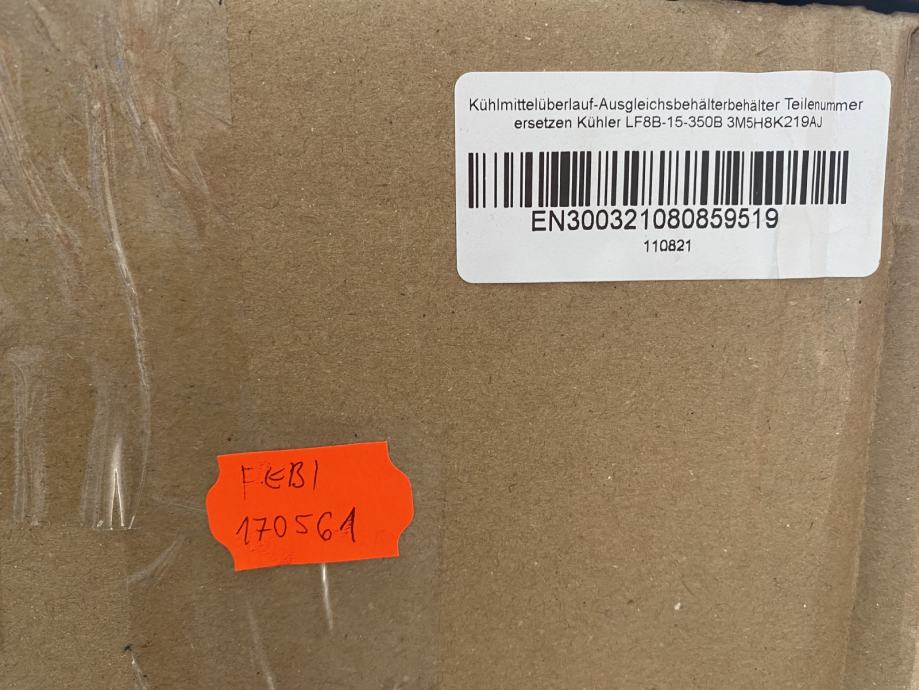 Kühlmittelüberlauf-Ausgleichsbehälterbehälter Teilenummer
ersetzen Kühler LF8B-15-350B 3M5H8K219AJ
EN300321080859519
110821
FEBI
170561